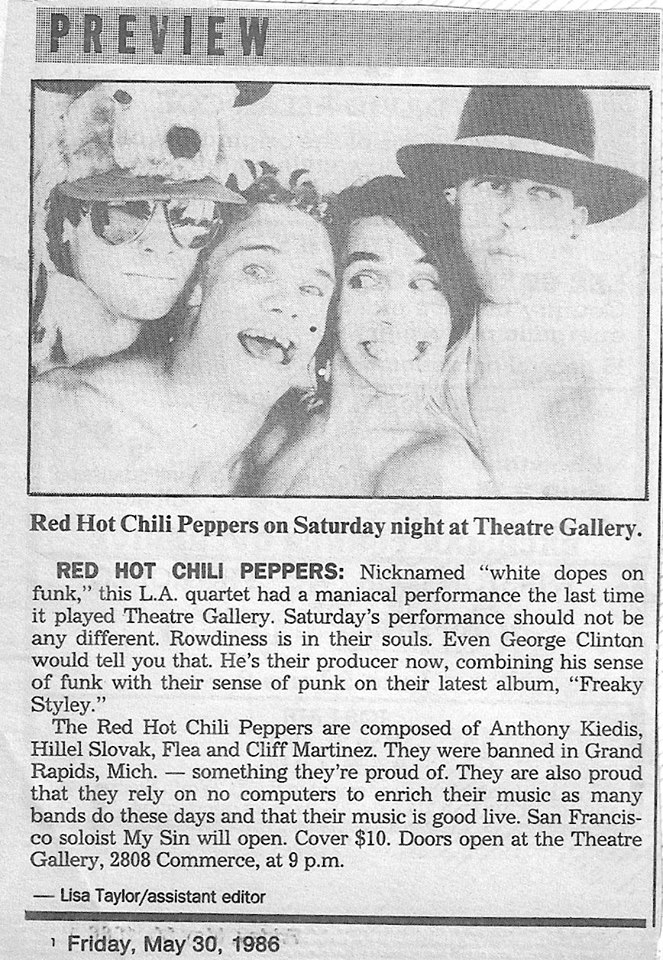 PREVIEW
Red Hot Chili Peppers on Saturday night at Theatre Gallery.
RED HOT CHILI PEPPERS: Nicknamed “white dopes on
funk,” this L.A. quartet had a maniacal performance the last time
it played Theatre Gallery. Saturday’s performance should not be
any different. Rowdiness is in their souls. Even George Clinton
would tell you that. He’s their producer now, combining his sense
of funk with their sense of punk on their latest album, “Freaky
Styley.”
The Red Hot Chili Peppers are composed of Anthony Kiedis,
Hillel Slovak, Flea and Cliff Martinez. They were banned in Grand
Rapids, Mich. — something they’re proud of. They are also proud
that they rely on no computers to enrich their music as many
bands do these days and that their music is good live. San Francis-
co soloist My Sin will open. Cover $10. Doors open at the Theatre
Gallery, 2808 Commerce, at 9 p.m.
— Lisa Taylor/assistant editor
Friday, May 30, 1986